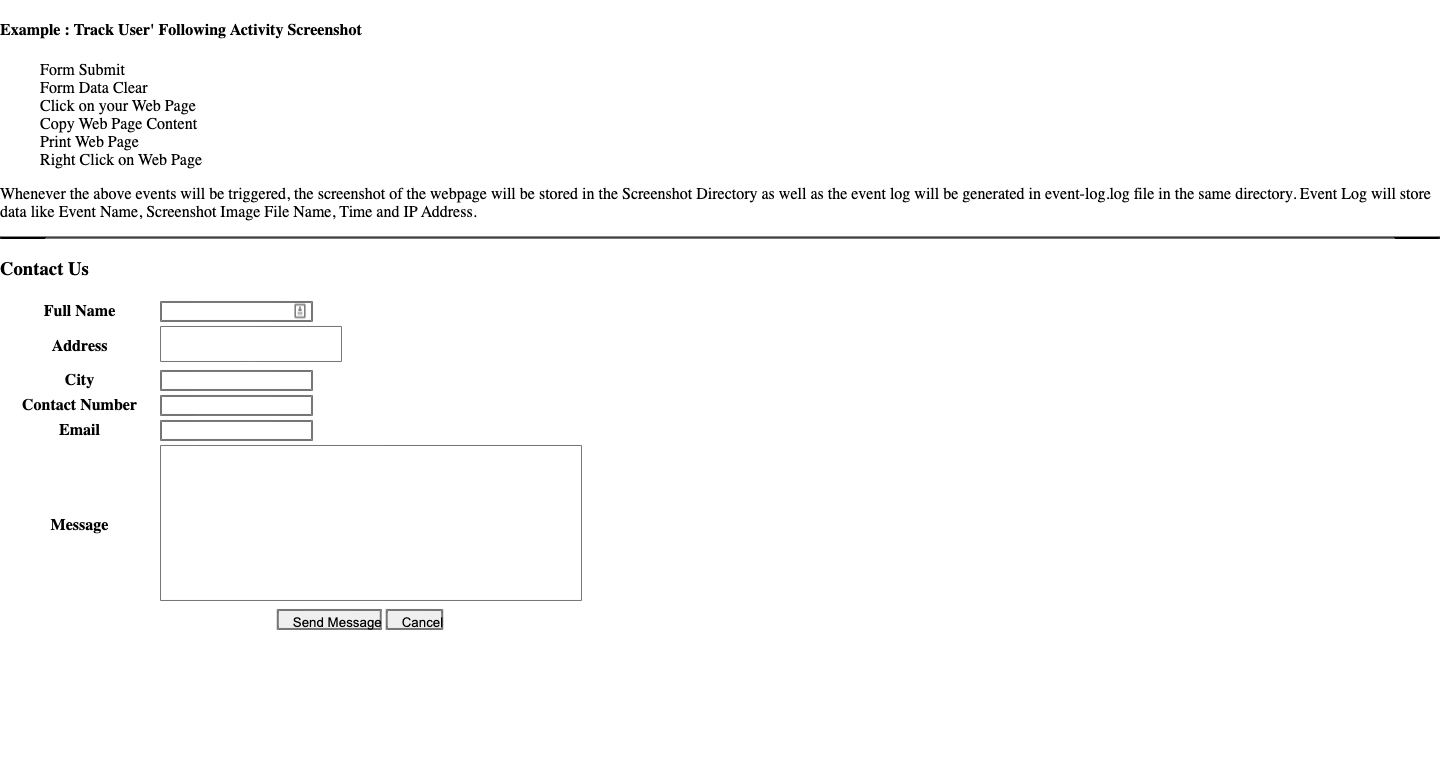 Example : Track User' Following Activity Screenshot
Form Submit
Form Data Clear
Click on your Web Page
Copy Web Page Content
Print Web Page
Right Click on Web Page
Whenever the above events will be triggered, the screenshot of the webpage will be stored in the Screenshot Directory as well as the event log will be generated in event-log.log file in the same directory. Event Log will store
data like Event Name, Screenshot Image File Name, Time and IP Address.
Contact Us
Full Name
Address
City
Contact Number
Email
Message
Send Message Cancel